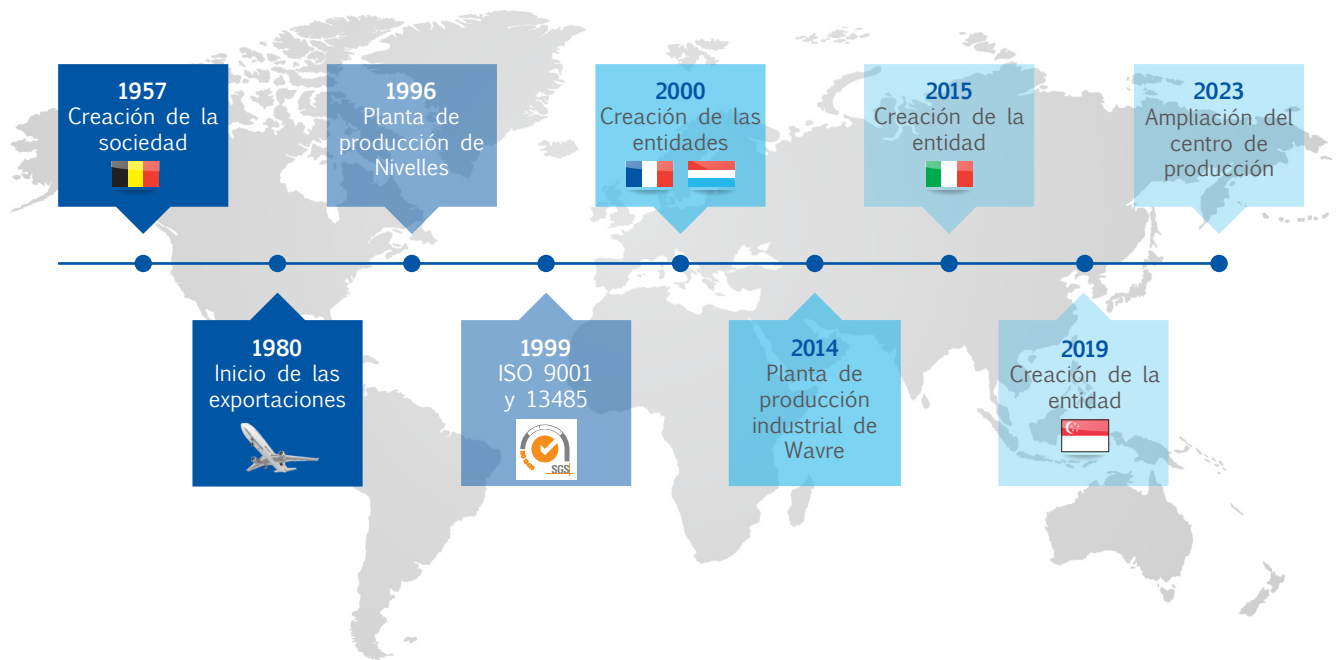 1957
Creación de la
sociedad
1996
Planta de
producción de
Nivelles
2000
Creación de las
entidades
2015
Creación de la
entidad
2023
Ampliación del
centro de
producción
1980
Inicio de las
exportaciones
1999
ISO 9001
y 13485
SGS
2014
Planta de
producción
industrial de
Wavre
2019
Creación de la
entidad